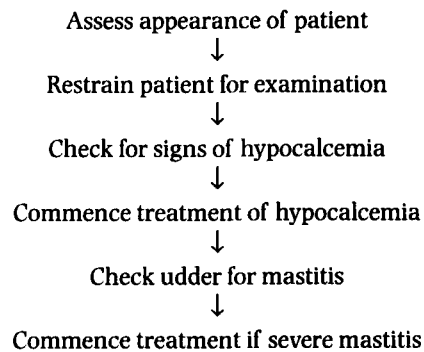 Assess appearance of patient
↓
Restrain patient for examination
↓
Check for signs of hypocalcemia
↓
Commence treatment of hypocalcemia
↓
Check udder for mastitis
↓
Commence treatment if severe mastitis